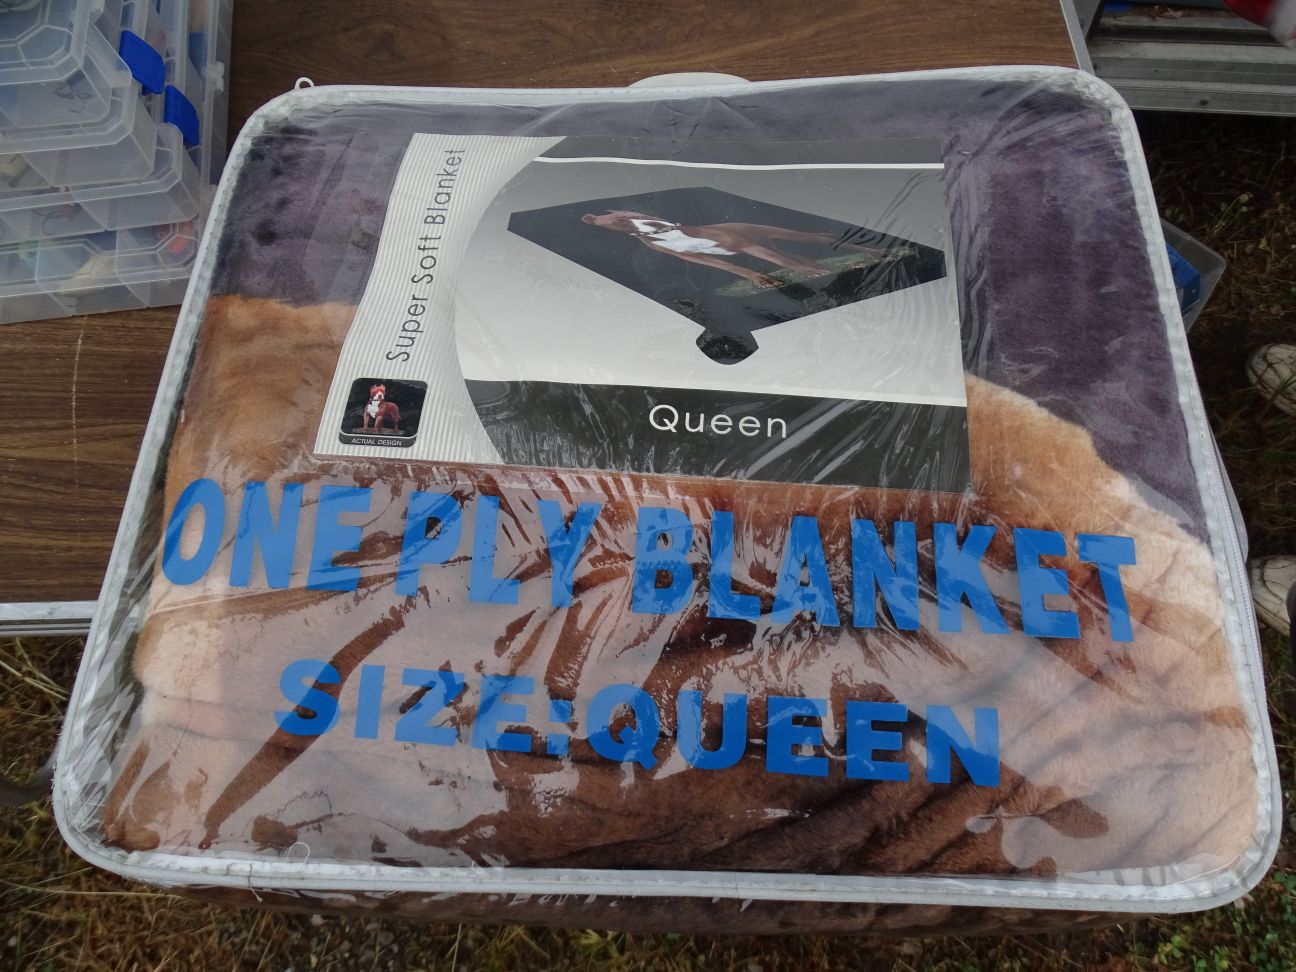 Super Soft Blanket
ACTUAL DESIGN
Queen
ONE PLY BLANKET
SIZE:QUEEN